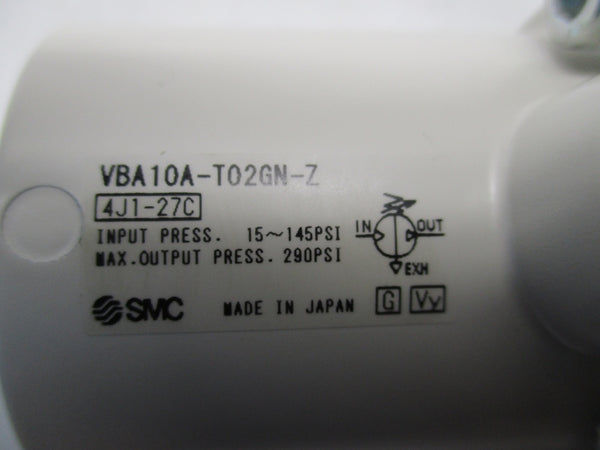 VBA10A-T02GN-Z
4J1-27C
INPUT PRESS. 15~145PSI
MAX.OUTPUT PRESS. 290PSI
IN OUT
EXH
SMC MADE IN JAPAN G Vy